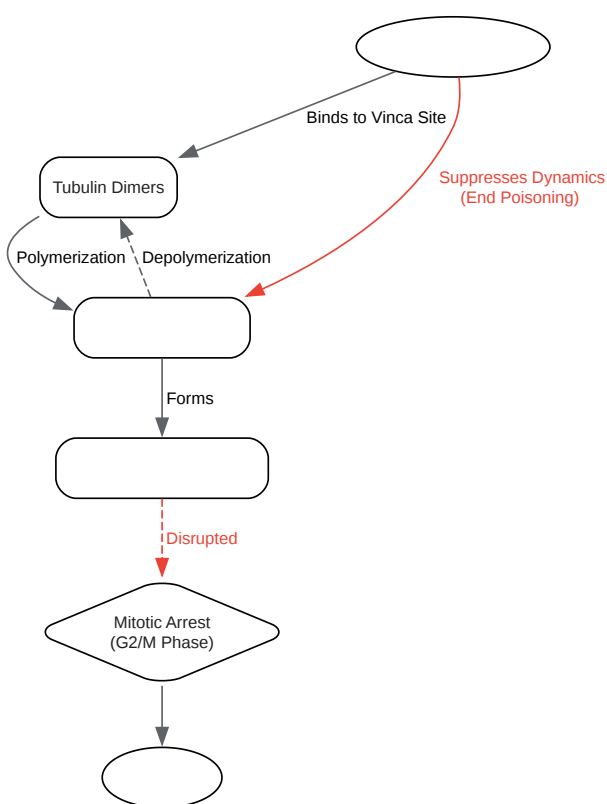 Binds to Vinca Site
Suppresses Dynamics
(End Poisoning)
Tubulin Dimers
Polymerization
Depolymerization
Forms
Disrupted
Mitotic Arrest
(G2/M Phase)